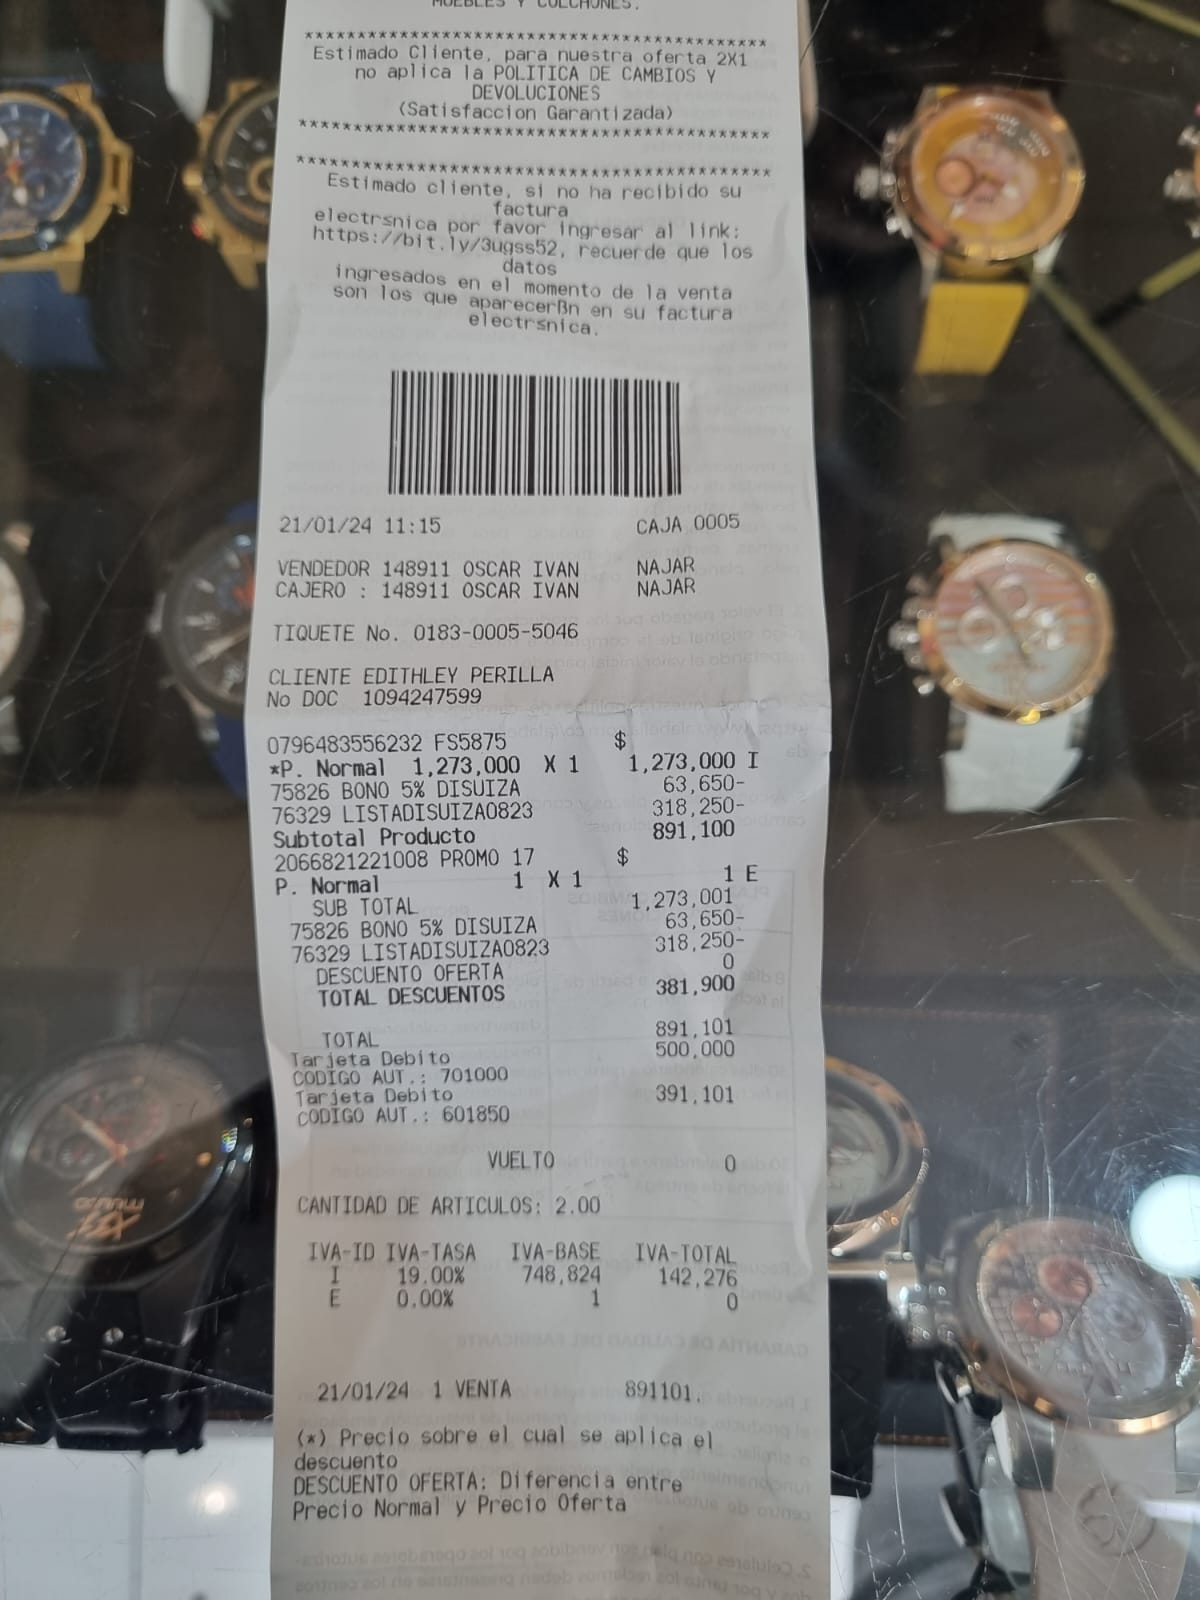 MUEBLES Y COLCHONES.
*******************************************
Estimado Cliente, para nuestra oferta 2X1
no aplica la POLITICA DE CAMBIOS Y
DEVOLUCIONES
(Satisfaccion Garantizada)
*******************************************
*******************************************
Estimado cliente, si no ha recibido su
factura
electrsnica por favor ingresar al link:
https://bit.ly/3ugss52, recuerde que los
datos
ingresados en el momento de la venta
son los que aparecerßn en su factura
electrsnica.
21/01/24 11:15 CAJA 0005
VENDEDOR 148911 OSCAR IVAN NAJAR
CAJERO : 148911 OSCAR IVAN NAJAR
TIQUETE No. 0183-0005-5046
CLIENTE EDITHLEY PERILLA
No DOC 1094247599
0796483556232 FS5875 $
*P. Normal 1,273,000 X 1 1,273,000 I
75826 BONO 5% DISUIZA 63,650-
76329 LISTADISUIZA0823 318,250-
Subtotal Producto 891,100
2066821221008 PROMO 17 $
P. Normal 1 X 1 1 E
SUB TOTAL 1,273,001
75826 BONO 5% DISUIZA 63,650-
76329 LISTADISUIZA0823 318,250-
DESCUENTO OFERTA 0
TOTAL DESCUENTOS 381,900
TOTAL 891,101
Tarjeta Debito 500,000
CODIGO AUT.: 701000
Tarjeta Debito 391,101
CODIGO AUT.: 601850
VUELTO 0
CANTIDAD DE ARTICULOS: 2.00
IVA-ID IVA-TASA IVA-BASE IVA-TOTAL
I 19.00% 748,824 142,276
E 0.00% 1 0
21/01/24 1 VENTA 891101.
(*) Precio sobre el cual se aplica el
descuento
DESCUENTO OFERTA: Diferencia entre
Precio Normal y Precio Oferta